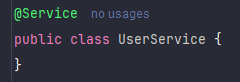 @Service no usages
public class UserService {
}